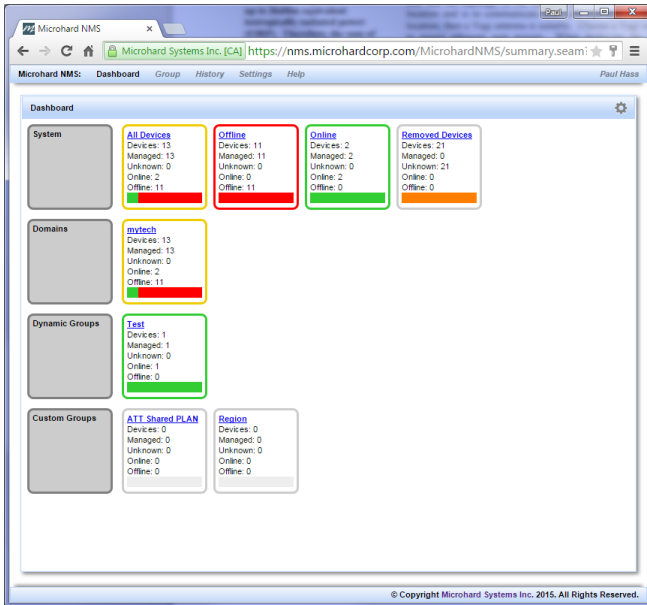 Paul
Microhard NMS
Microhard Systems Inc. [CA] https://nms.microhardcorp.com/MicrohardNMS/summary.seam?
Microhard NMS: Dashboard Group History Settings Help Paul Hass
Dashboard
System
All Devices
Devices: 13
Managed: 13
Unknown: 0
Online: 2
Offline: 11
Offline
Devices: 11
Managed: 11
Unknown: 0
Online: 0
Offline: 11
Online
Devices: 2
Managed: 2
Unknown: 0
Online: 2
Offline: 0
Removed Devices
Devices: 21
Managed: 0
Unknown: 21
Online: 0
Offline: 0
Domains
mytech
Devices: 13
Managed: 13
Unknown: 0
Online: 2
Offline: 11
Dynamic Groups
Test
Devices: 1
Managed: 1
Unknown: 0
Online: 1
Offline: 0
Custom Groups
ATT Shared PLAN
Devices: 0
Managed: 0
Unknown: 0
Online: 0
Offline: 0
Region
Devices: 0
Managed: 0
Unknown: 0
Online: 0
Offline: 0
© Copyright Microhard Systems Inc. 2015. All Rights Reserved.